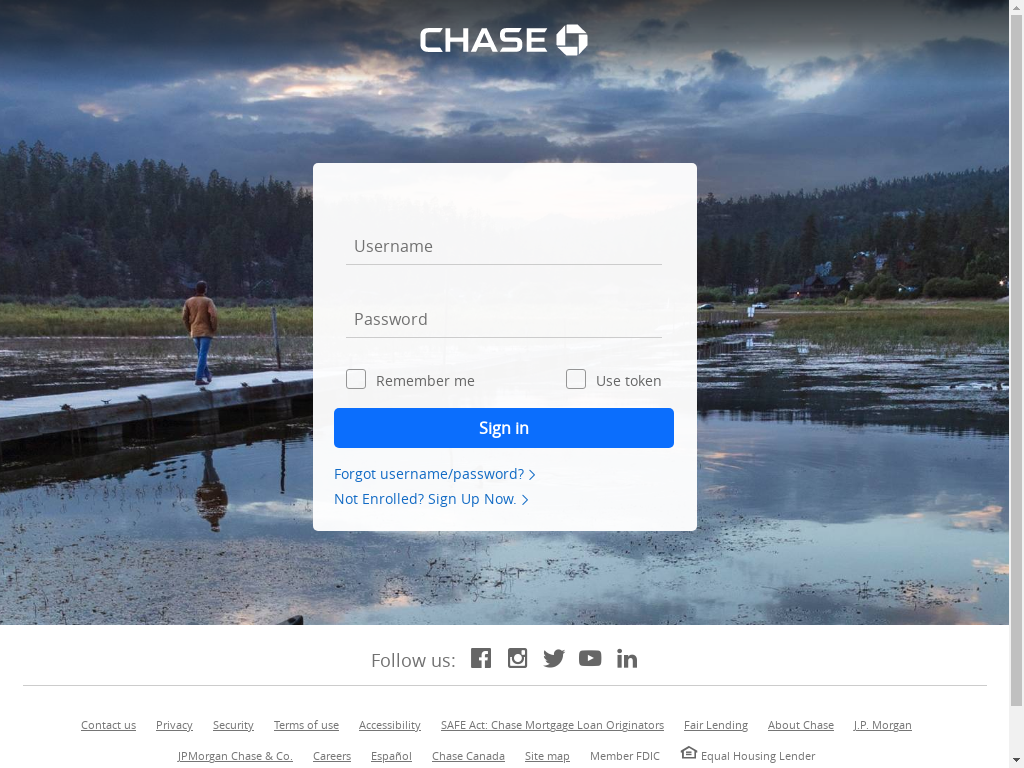 CHASE
Username
Password
Remember me Use token
Sign in
Forgot username/password?
Not Enrolled? Sign Up Now.
Follow us:
Contact us Privacy Security Terms of use Accessibility SAFE Act: Chase Mortgage Loan Originators Fair Lending About Chase J.P. Morgan
JPMorgan Chase & Co. Careers Español Chase Canada Site map Member FDIC Equal Housing Lender